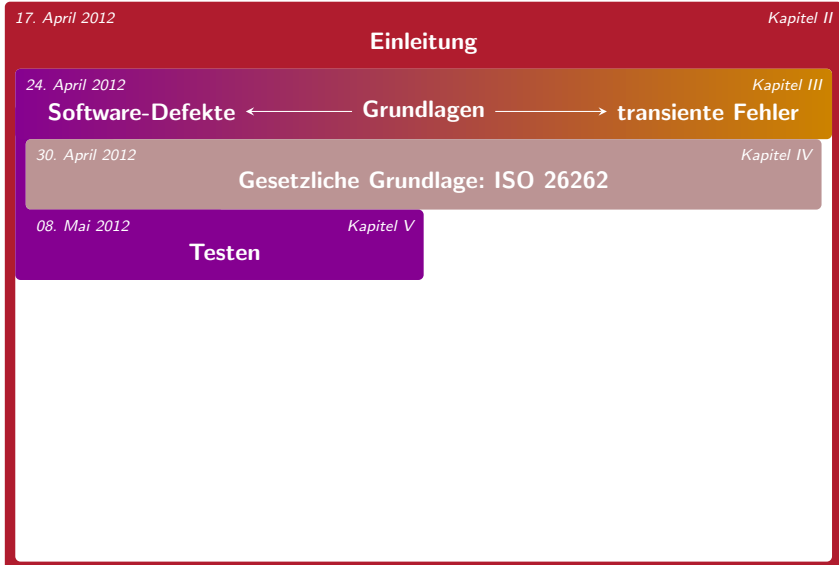 17. April 2012 Kapitel II
Einleitung
24. April 2012 Kapitel III
Software-Defekte Grundlagen transiente Fehler
30. April 2012 Kapitel IV
Gesetzliche Grundlage: ISO 26262
08. Mai 2012 Kapitel V
Testen